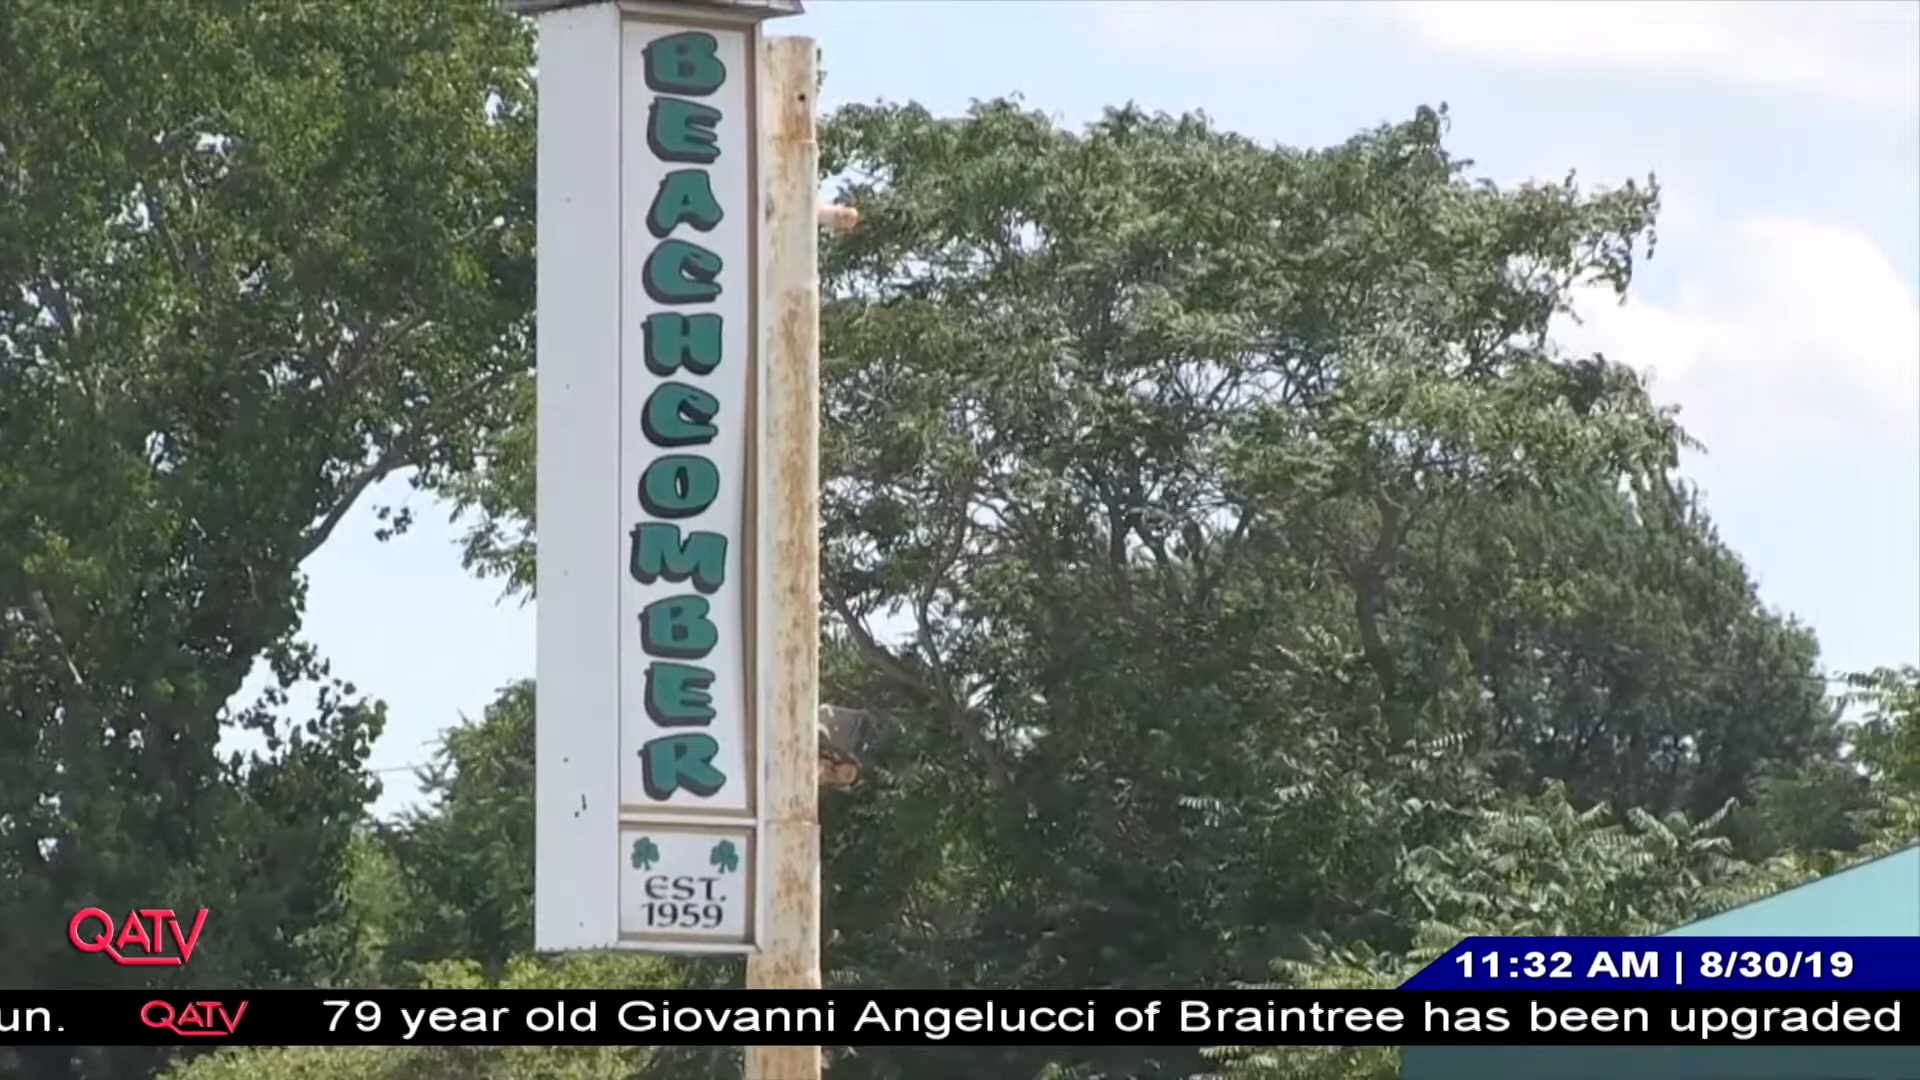 BEACHCOMBER
EST.
1959
QATV
11:32 AM | 8/30/19
un. QATV 79 year old Giovanni Angelucci of Braintree has been upgraded